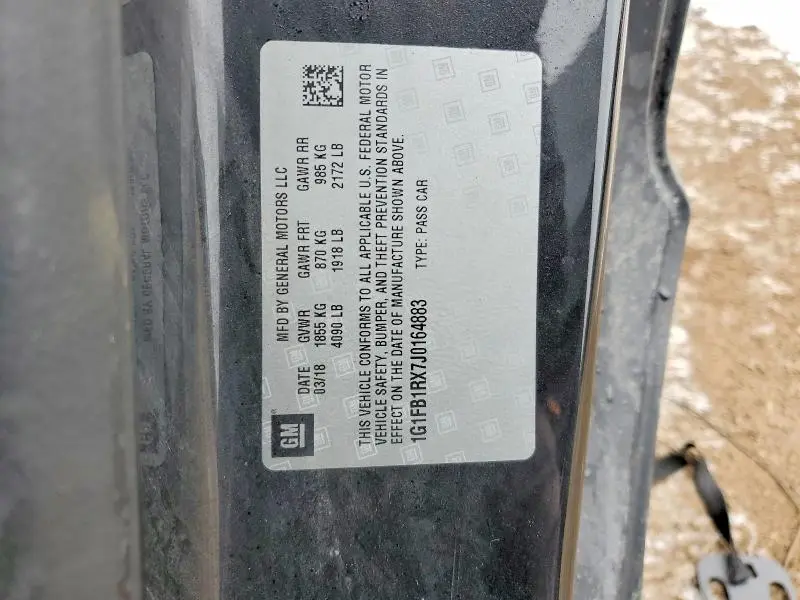 GM
MFD BY GENERAL MOTORS LLC
DATE GVWR GAWR FRT GAWR RR
03/18 1855 KG 870 KG 985 KG
4090 LB 1918 LB 2172 LB
THIS VEHICLE CONFORMS TO ALL APPLICABLE U.S. FEDERAL MOTOR
VEHICLE SAFETY, BUMPER, AND THEFT PREVENTION STANDARDS IN
EFFECT ON THE DATE OF MANUFACTURE SHOWN ABOVE.
1G1FB1RX7J0164883 TYPE: PASS CAR